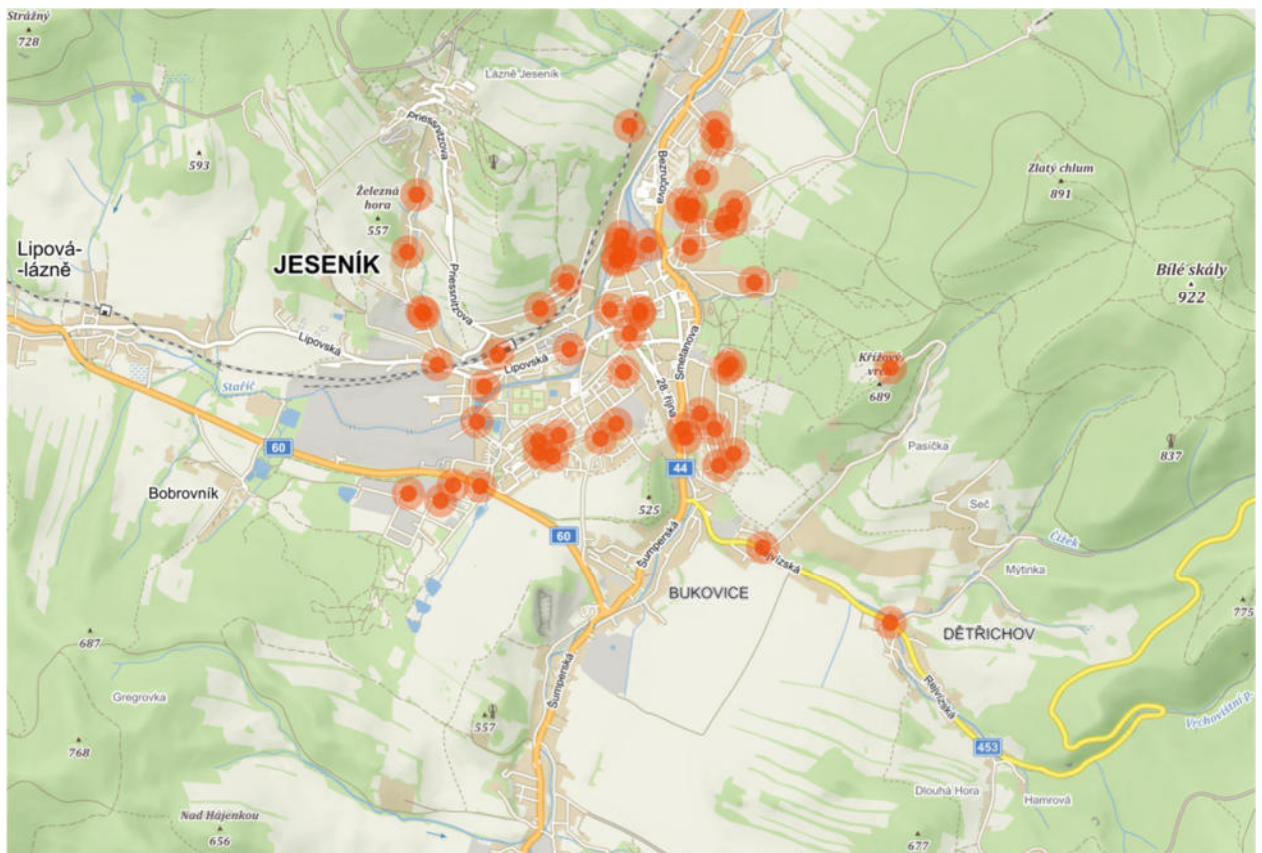 Strážný
728
Lázně Jeseník
Priessnitzova
593
Železná
hora
557
Bezručova
Zlatý chlum
891
Lipová-
-lázně
JESENÍK
Priessnitzova
Bílé skály
922
Lipovská
Lipovská
Smetanova
28. října
Staříč
Křížový
689
Pasíčka
837
60
44
Bobrovník
525
Seč
60
Šumperská
Čížek
Mýtinka
BUKOVICE
775
DĚTŘICHOV
687
Šumperská
Rejvízská
Gregrovka
557
Vrchovištní p.
768
453
Dlouhá Hora
Hamrová
Nad Hájenkou
656
677